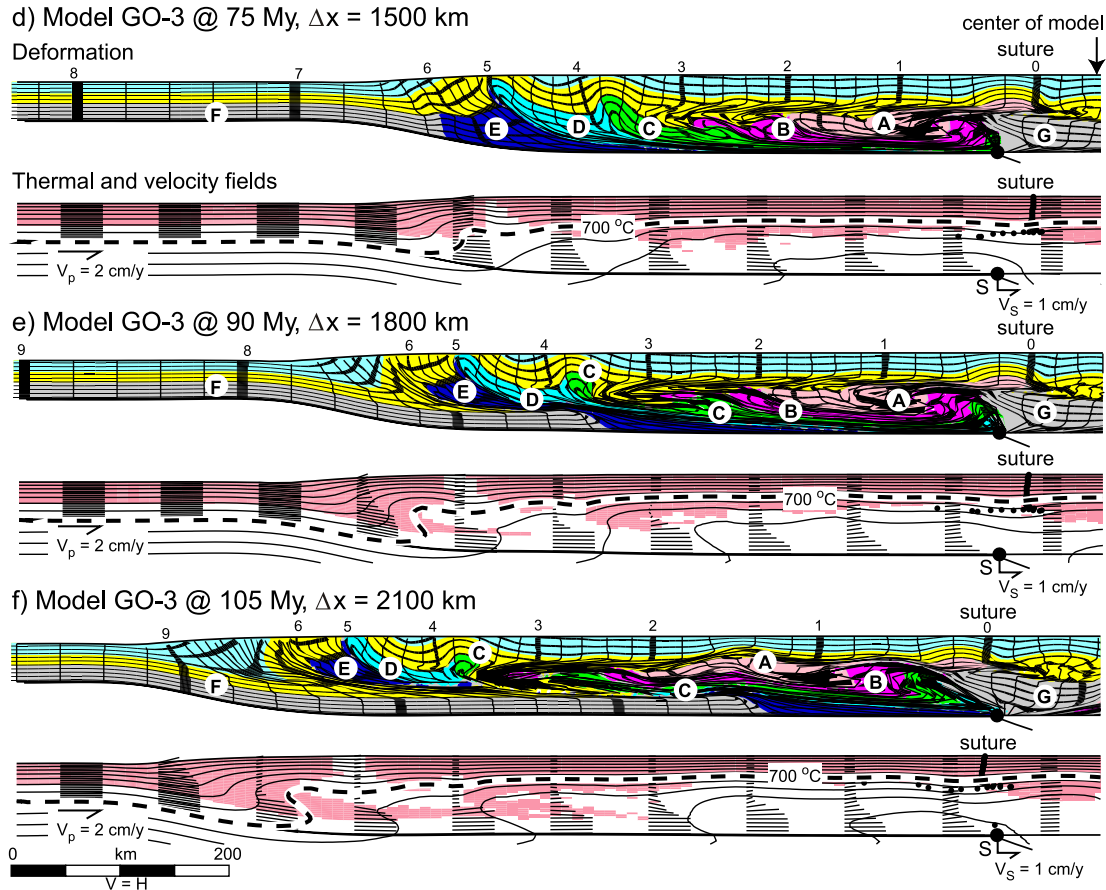 d) Model GO-3 @ 75 My, Δx = 1500 km
center of model
Deformation
suture
8 7 6 5 4 3 2 1 0
F E D C B A G
Thermal and velocity fields
suture
700 °C
Vp = 2 cm/y
S
VS = 1 cm/y
e) Model GO-3 @ 90 My, Δx = 1800 km
suture
9 8 6 5 4 3 2 1 0
C
F E D C B A G
suture
700 °C
Vp = 2 cm/y
S
VS = 1 cm/y
f) Model GO-3 @ 105 My, Δx = 2100 km
suture
9 6 5 4 3 2 1 0
C A
F E D C B G
suture
700 °C
Vp = 2 cm/y
S
VS = 1 cm/y
0 km 200
V = H